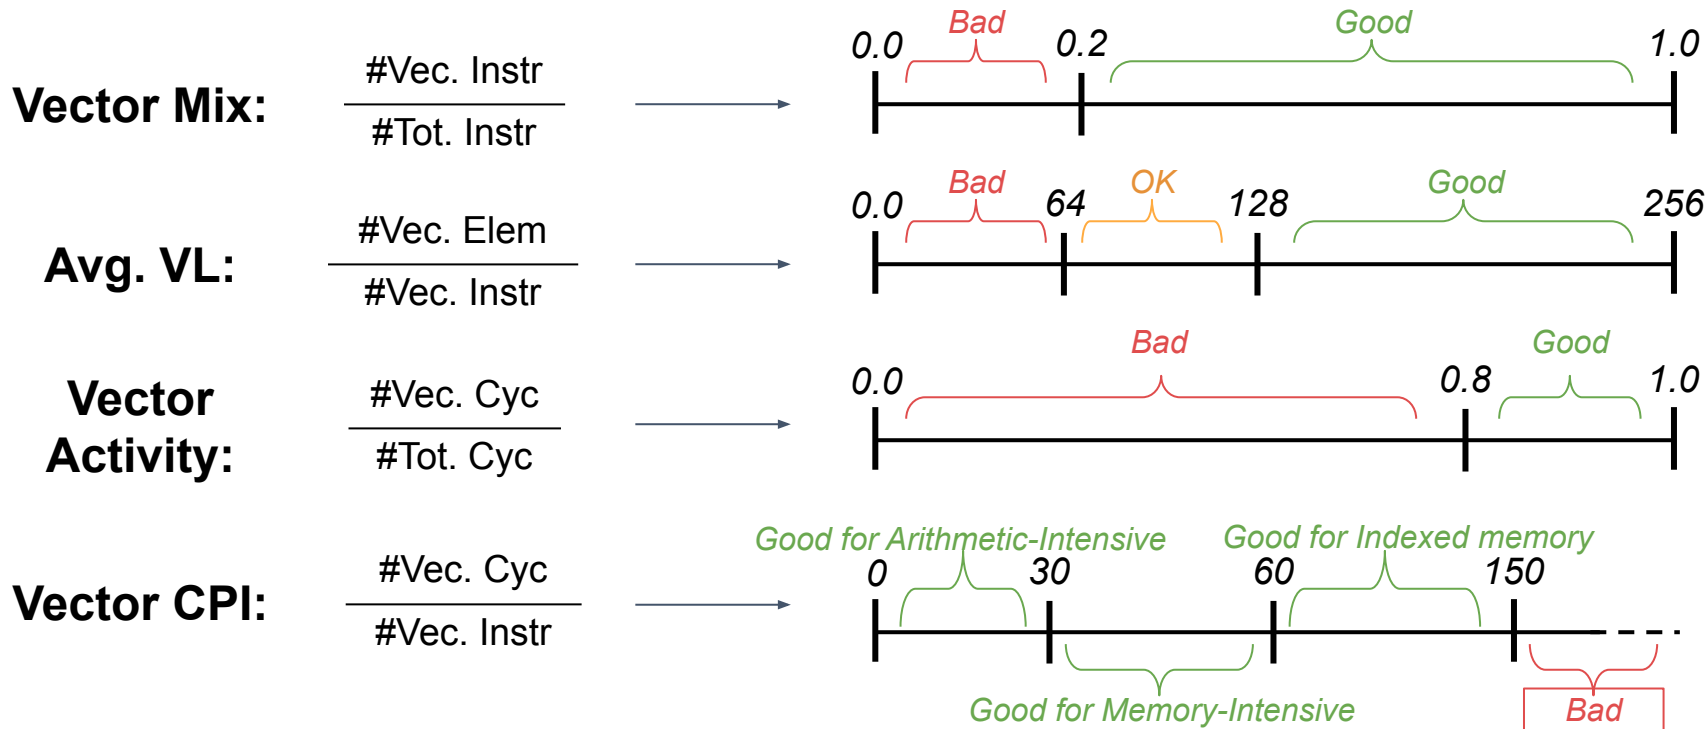 Vector Mix:
#Vec. Instr
#Tot. Instr
Bad
Good
0.0
0.2
1.0
Avg. VL:
#Vec. Elem
#Vec. Instr
Bad
OK
Good
0.0
64
128
256
Vector
Activity:
#Vec. Cyc
#Tot. Cyc
Bad
Good
0.0
0.8
1.0
Vector CPI:
#Vec. Cyc
#Vec. Instr
Good for Arithmetic-Intensive
Good for Indexed memory
0
30
60
150
Good for Memory-Intensive
Bad